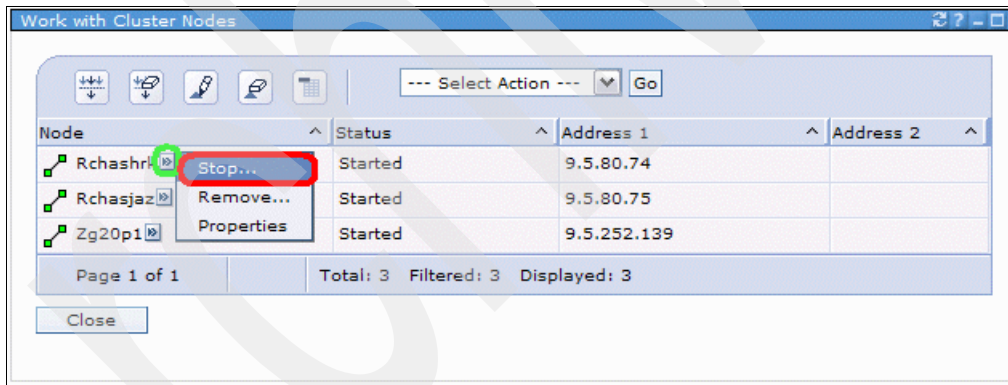 Work with Cluster Nodes
--- Select Action --- Go
Node Status Address 1 Address 2
Started 9.5.80.74
Stop...
Rchasjaz Started 9.5.80.75
Remove...
Zg20p1 Started 9.5.252.139
Properties
Page 1 of 1 Total: 3 Filtered: 3 Displayed: 3
Close